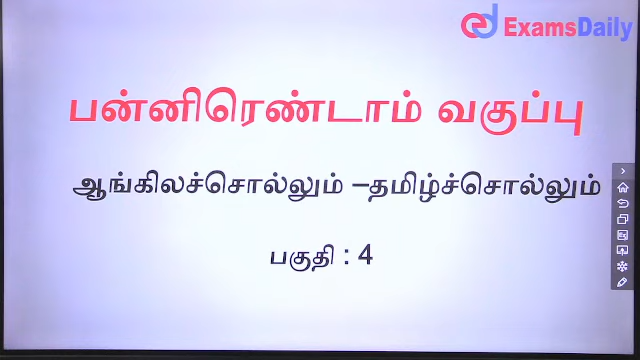 ExamsDaily
பன்னிரெண்டாம் வகுப்பு
ஆங்கிலச்சொல்லும் –தமிழ்ச்சொல்லும்
பகுதி : 4